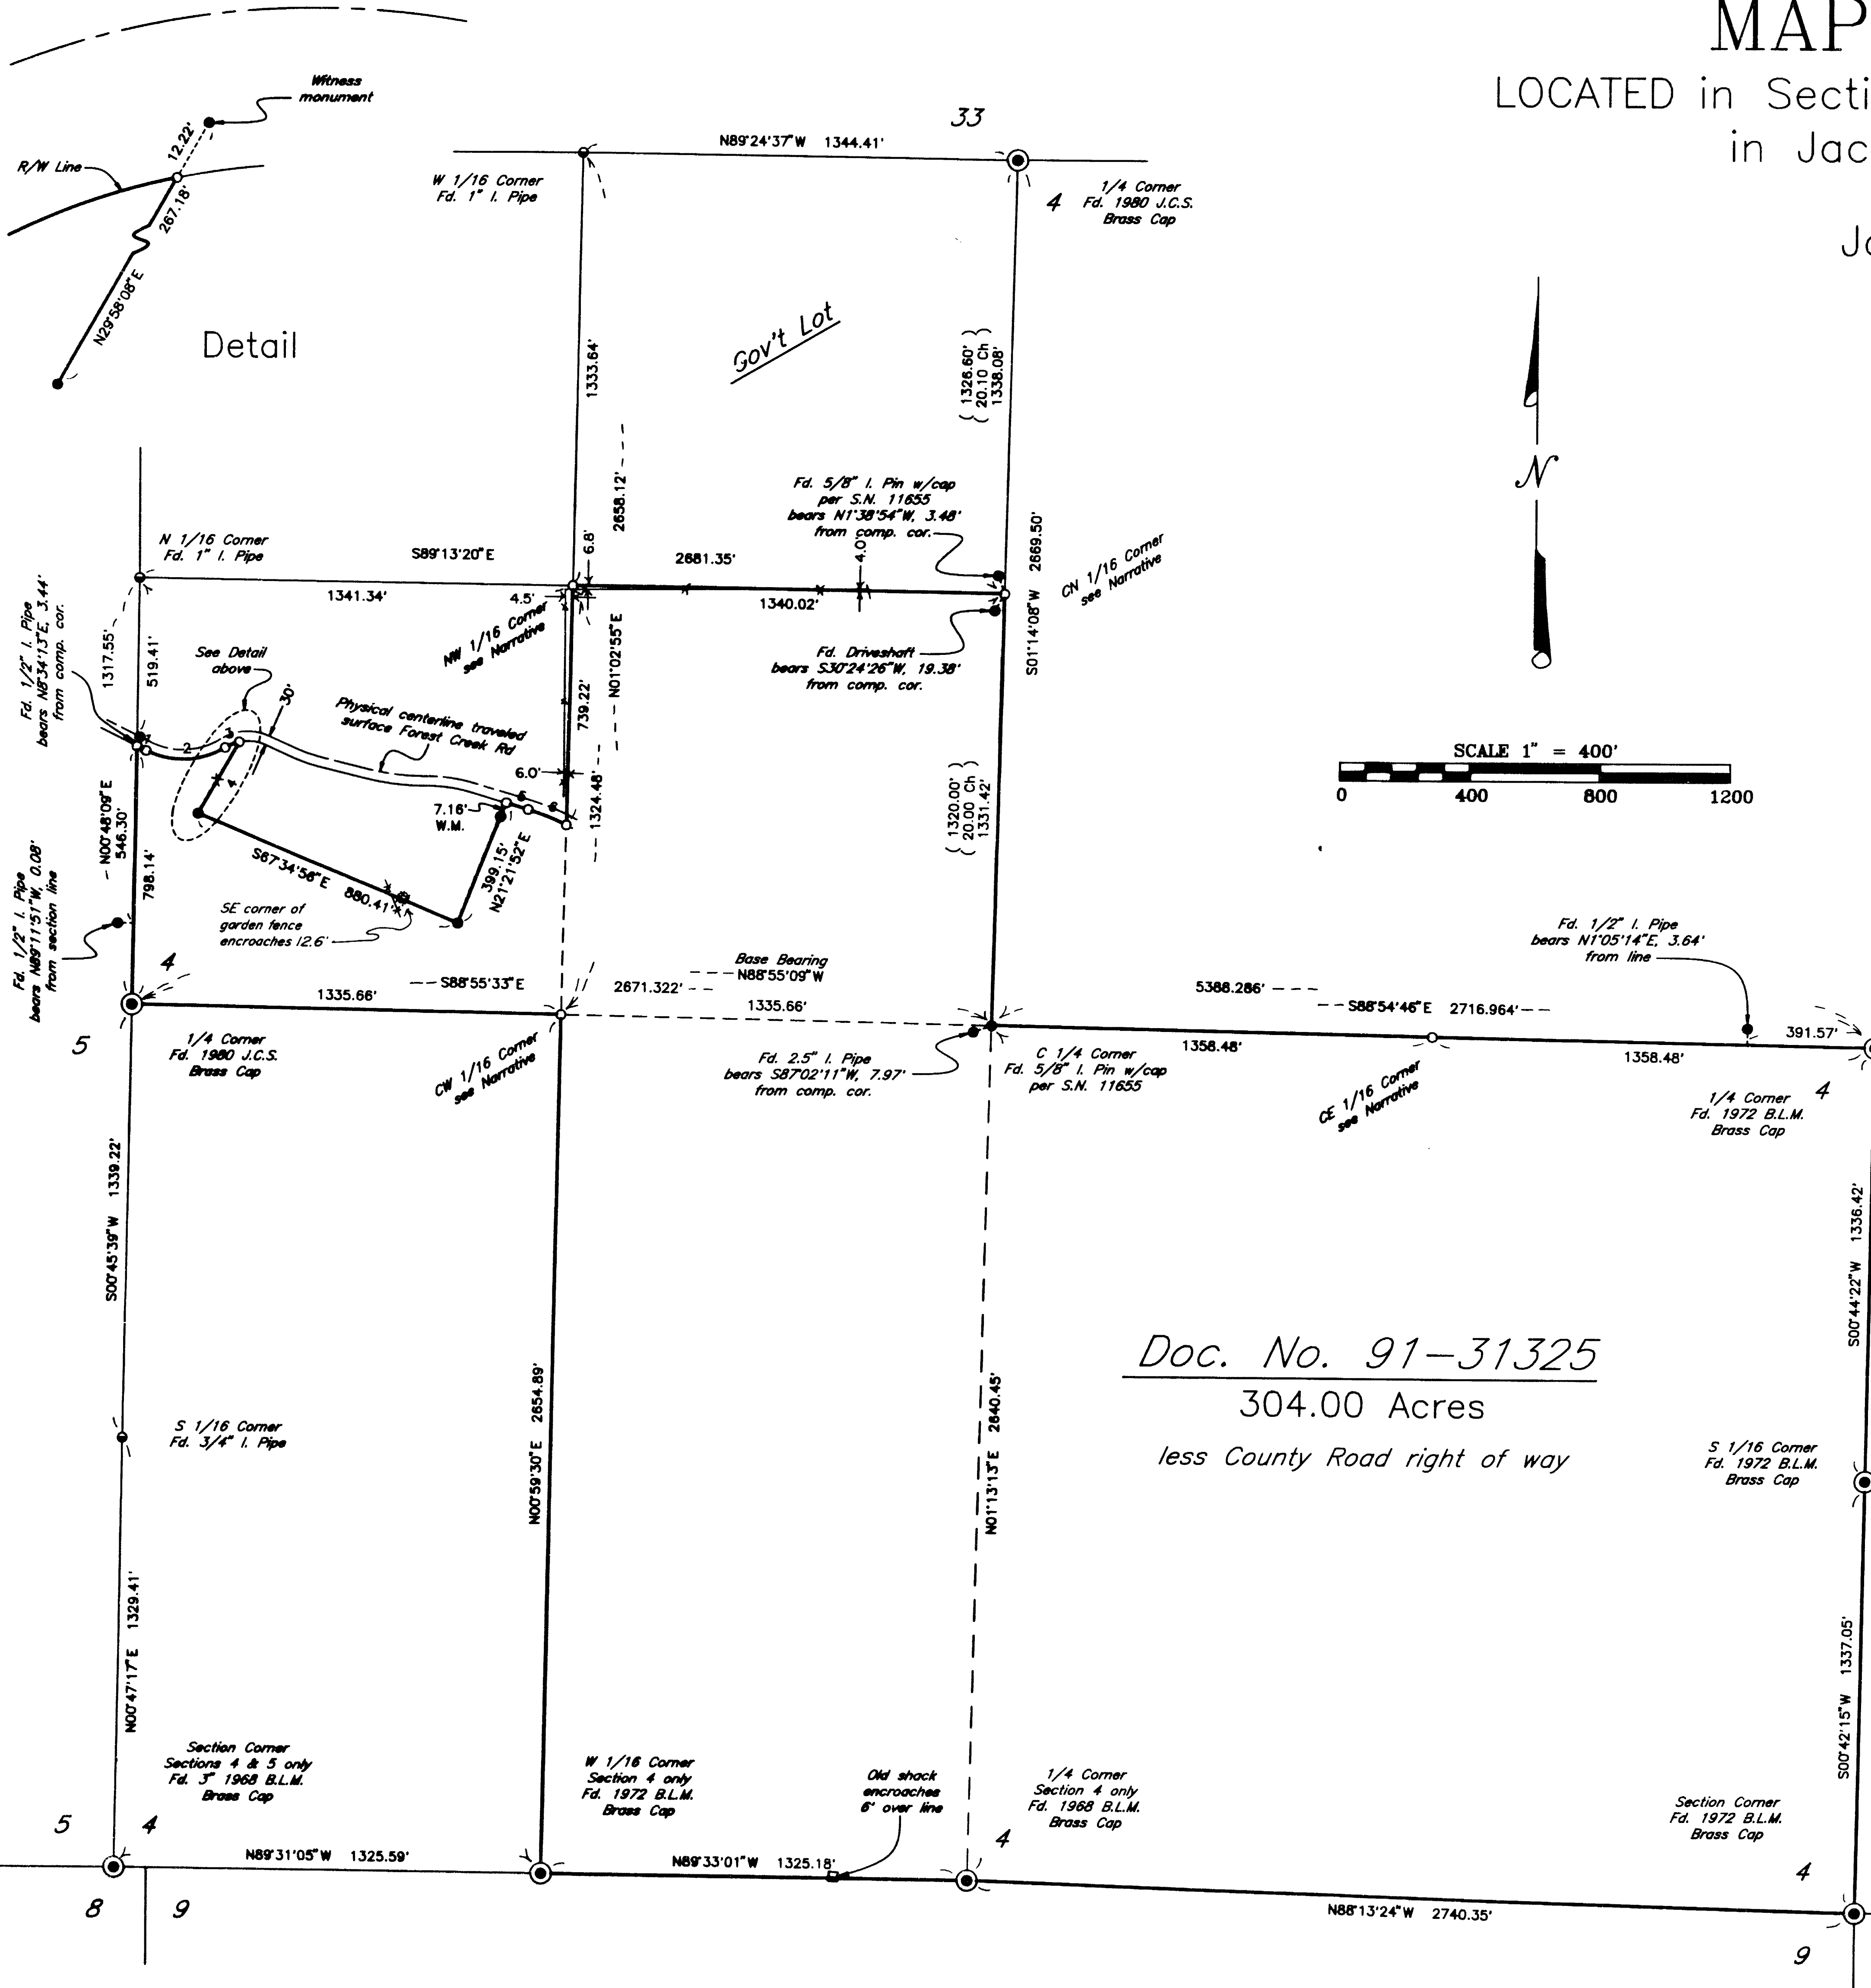 MAP
LOCATED in Secti
in Jac
Witness
monument
12.22'
R/W Line
267.18'
N29°58'08"E
Detail
33
N89°24'37"W 1344.41'
W 1/16 Corner
Fd. 1" I. Pipe
4
1/4 Corner
Fd. 1980 J.C.S.
Brass Cap
Gov't Lot
1333.64'
1326.60'
20.10 Ch
1338.08'
2658.12'
N
SCALE 1" = 400'
0 400 800 1200
Fd. 5/8" I. Pin w/cap
per S.N. 11655
bears N1°38'54"W, 3.48'
from comp. cor.
N 1/16 Corner
Fd. 1" I. Pipe
S89°13'20"E
6.8'
2681.35'
4.0'
2669.50'
S01°14'08"W
CN 1/16 Corner
see Narrative
1341.34'
4.5'
1340.02'
NW 1/16 Corner
see Narrative
N01°02'55"E
Fd. Driveshaft
bears S30°24'26"W, 19.38'
from comp. cor.
Fd. 1/2" I. Pipe
bears N8°34'13"E, 3.44'
from comp. cor.
1317.55'
519.41'
See Detail
above
30'
Physical centerline traveled
surface Forest Creek Rd
739.22'
1 2 3
4
5
6
6.0'
7.16'
W.M.
1324.48'
1320.00'
20.00 Ch
1331.42'
N00°48'09"E
546.30'
798.14'
S67°34'56"E 880.41'
399.15'
N21°21'52"E
SE corner of
garden fence
encroaches 12.6'
Fd. 1/2" I. Pipe
bears N89°11'51"W, 0.08'
from section line
Fd. 1/2" I. Pipe
bears N1°05'14"E, 3.64'
from line
4
5
S88°55'33"E
1335.66'
Base Bearing
N88°55'09"W
2671.322'
1335.66'
5388.286'
S88°54'46"E 2716.964'
1358.48'
1358.48'
391.57'
1/4 Corner
Fd. 1980 J.C.S.
Brass Cap
CW 1/16 Corner
see Narrative
Fd. 2.5" I. Pipe
bears S87°02'11"W, 7.97'
from comp. cor.
C 1/4 Corner
Fd. 5/8" I. Pin w/cap
per S.N. 11655
CE 1/16 Corner
see Narrative
4
1/4 Corner
Fd. 1972 B.L.M.
Brass Cap
S00°45'39"W 1339.22'
S00°44'22"W 1336.42'
N00°59'30"E 2654.89'
N01°13'13"E 2640.45'
Doc. No. 91-31325
304.00 Acres
less County Road right of way
S 1/16 Corner
Fd. 3/4" I. Pipe
S 1/16 Corner
Fd. 1972 B.L.M.
Brass Cap
N00°47'17"E 1329.41'
S00°42'15"W 1337.05'
Section Corner
Sections 4 & 5 only
Fd. 3" 1968 B.L.M.
Brass Cap
W 1/16 Corner
Section 4 only
Fd. 1972 B.L.M.
Brass Cap
Old shack
encroaches
6' over line
1/4 Corner
Section 4 only
Fd. 1968 B.L.M.
Brass Cap
Section Corner
Fd. 1972 B.L.M.
Brass Cap
5 4
4
4
N89°31'05"W 1325.59'
N89°33'01"W 1325.18'
N88°13'24"W 2740.35'
8 9
9